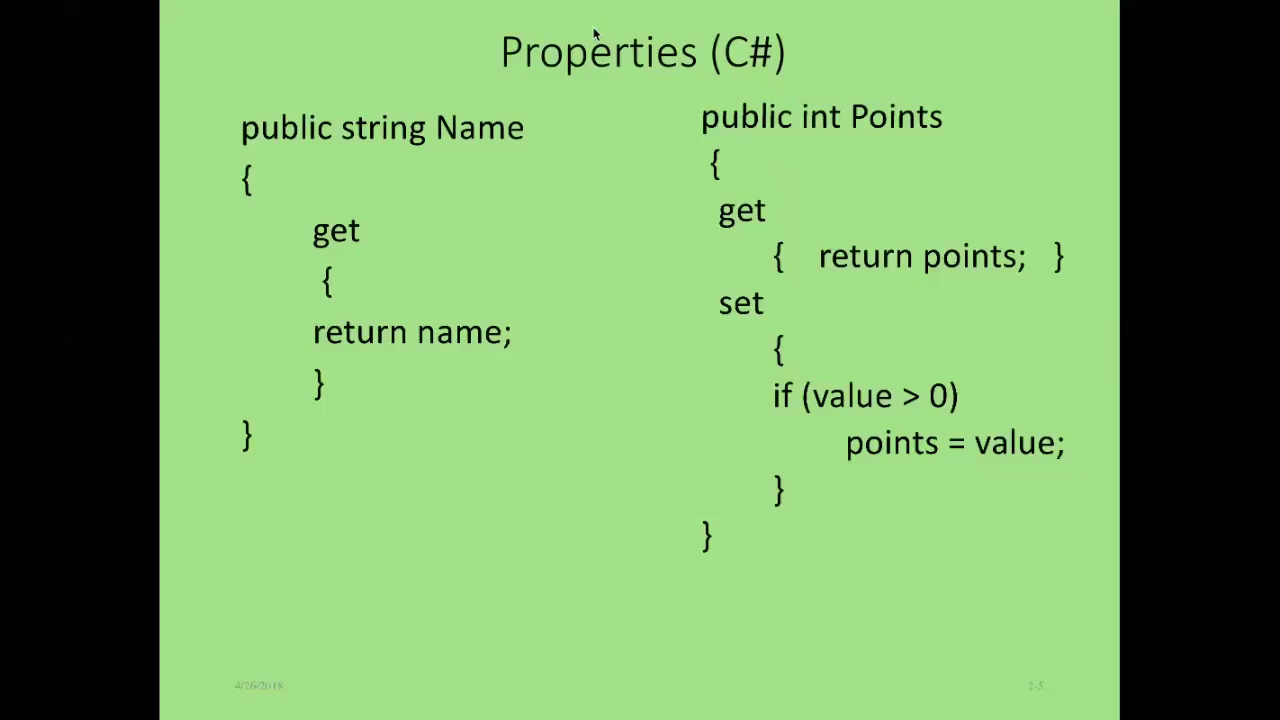 Properties (C#)
public string Name
{
get
{
return name;
}
}
public int Points
{
get
{ return points; }
set
{
if (value > 0)
points = value;
}
}
4/26/2018
2-5